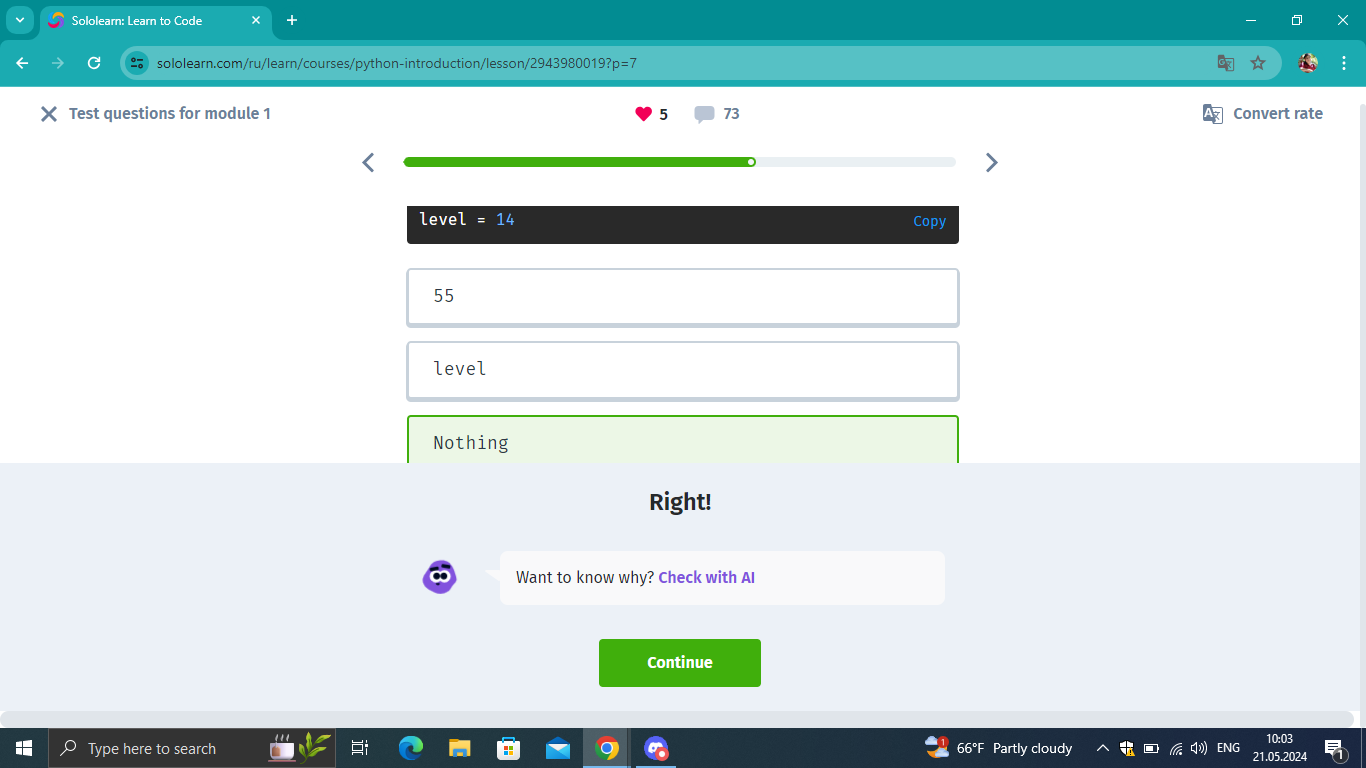 Sololearn: Learn to Code
sololearn.com/ru/learn/courses/python-introduction/lesson/2943980019?p=7
Test questions for module 1
5
73
Convert rate
level = 14
Copy
55
level
Nothing
Right!
Want to know why? Check with AI
Continue
Type here to search
1
66°F Partly cloudy
ENG
10:03
21.05.2024
1